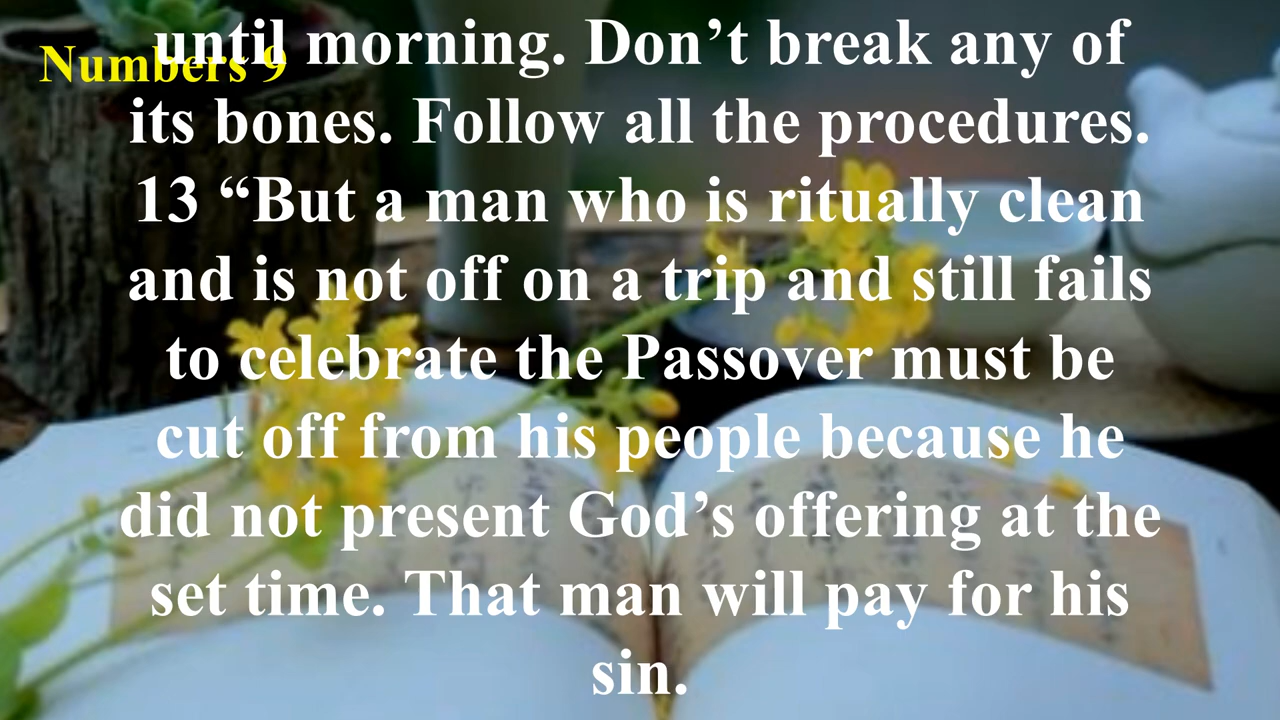 Numbers 9
until morning. Don’t break any of
its bones. Follow all the procedures.
13 “But a man who is ritually clean
and is not off on a trip and still fails
to celebrate the Passover must be
cut off from his people because he
did not present God’s offering at the
set time. That man will pay for his
sin.